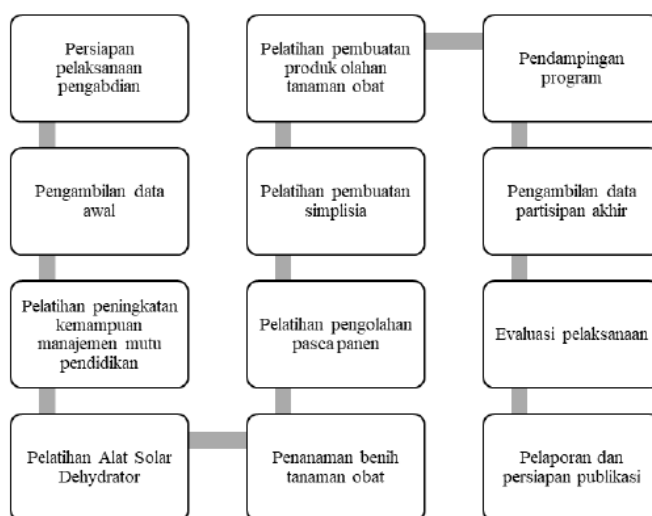 Persiapan
pelaksanaan
pengabdian
Pengambilan data
awal
Pelatihan peningkatan
kemampuan
manajemen mutu
pendidikan
Pelatihan Alat Solar
Dehydrator
Penanaman benih
tanaman obat
Pelatihan pengolahan
pasca panen
Pelatihan pembuatan
simplisia
Pelatihan pembuatan
produk olahan
tanaman obat
Pendampingan
program
Pengambilan data
partisipan akhir
Evaluasi pelaksanaan
Pelaporan dan
persiapan publikasi